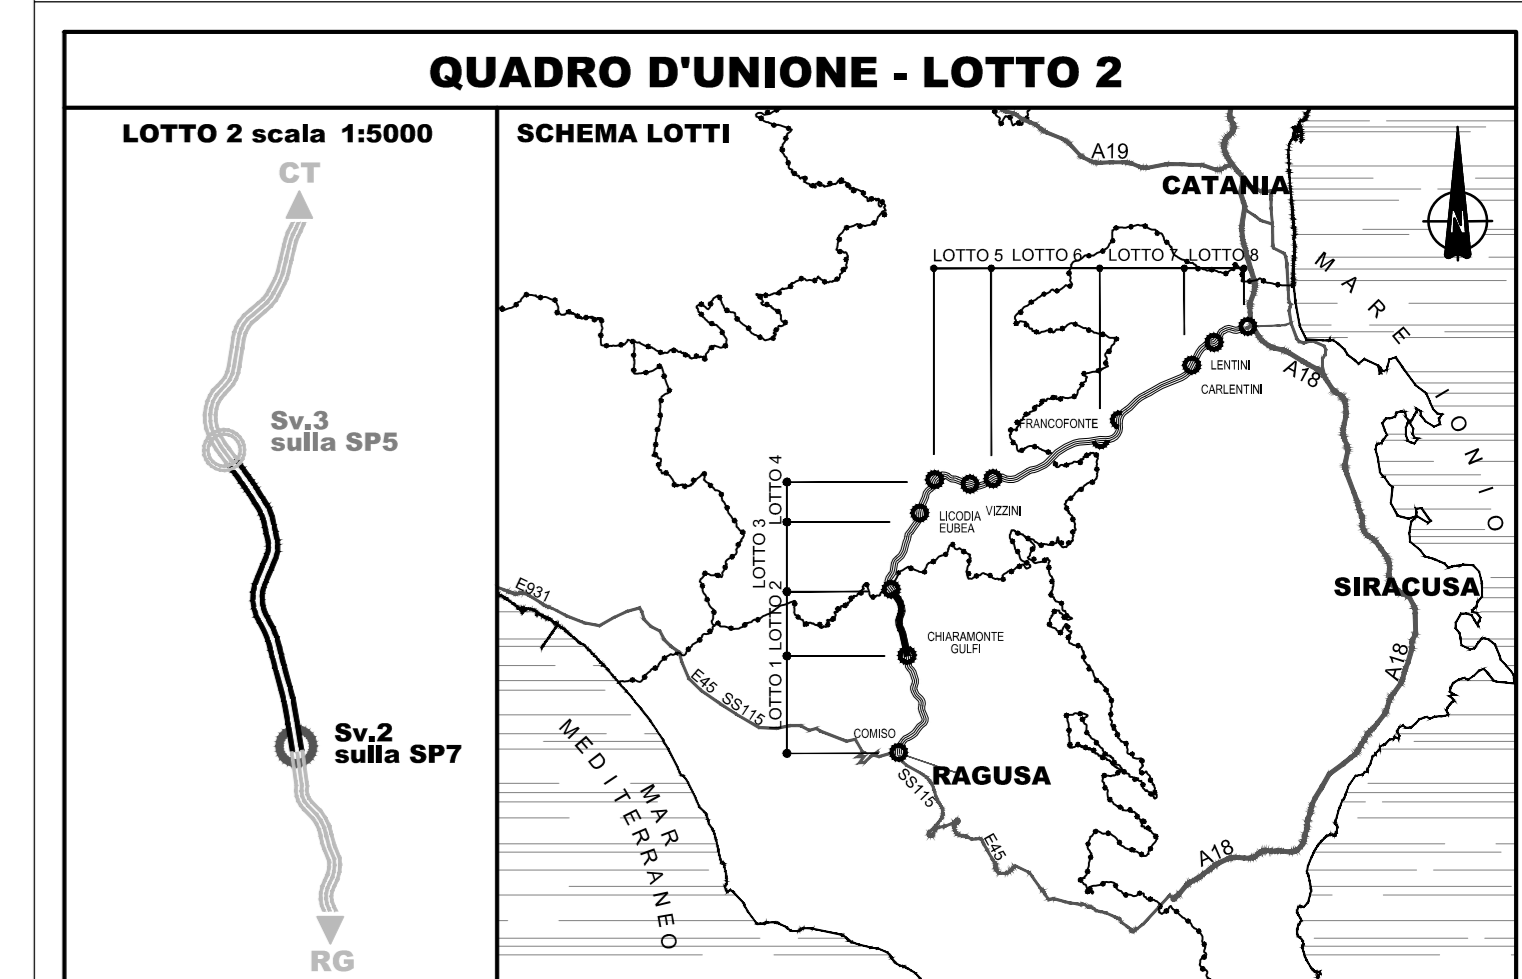 QUADRO D'UNIONE - LOTTO 2
LOTTO 2 scala 1:5000
CT
Sv.3
sulla SP5
Sv.2
sulla SP7
RG
SCHEMA LOTTI
A19
CATANIA
N
LOTTO 5
LOTTO 6
LOTTO 7
LOTTO 8
MARE
IONIO
LENTINI
CARLENTINI
A18
FRANCOFONTE
LOTTO 4
LOTTO 3
LOTTO 2
LOTTO 1
LICODIA
EUBEA
VIZZINI
E931
SIRACUSA
CHIARAMONTE
GULFI
A18
E45 SS115
COMISO
RAGUSA
SS115
MAR
MEDITERRANEO
E45
A18